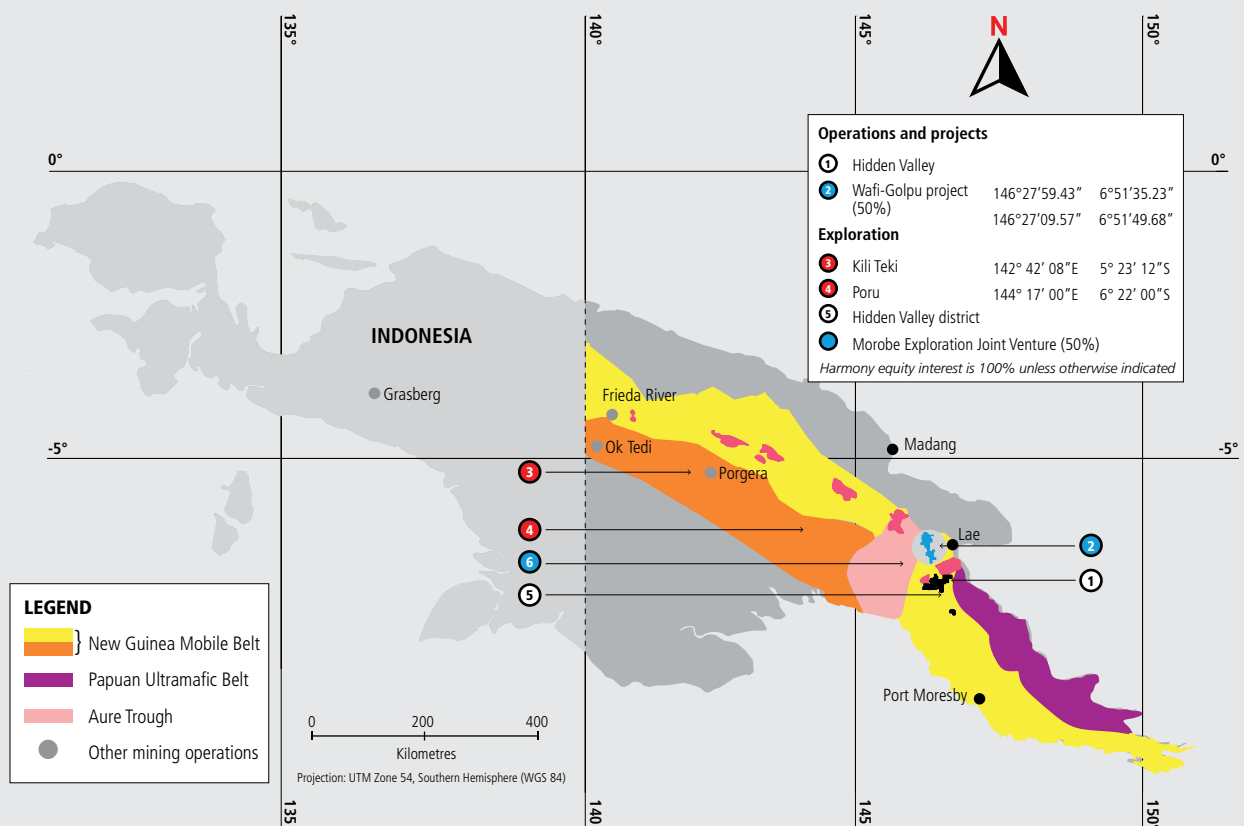 135°
140°
145°
150°
N
Operations and projects
1 Hidden Valley
2 Wafi-Golpu project 146°27'59.43" 6°51'35.23"
(50%)
146°27'09.57" 6°51'49.68"
Exploration
3 Kili Teki 142° 42' 08"E 5° 23' 12"S
4 Poru 144° 17' 00"E 6° 22' 00"S
5 Hidden Valley district
Morobe Exploration Joint Venture (50%)
Harmony equity interest is 100% unless otherwise indicated
0°
0°
INDONESIA
Grasberg
Frieda River
Ok Tedi
Madang
-5°
-5°
3
Porgera
4
Lae
2
6
1
5
LEGEND
} New Guinea Mobile Belt
Papuan Ultramafic Belt
Aure Trough
Other mining operations
Port Moresby
0 200 400
Kilometres
Projection: UTM Zone 54, Southern Hemisphere (WGS 84)
135
140
145
150°